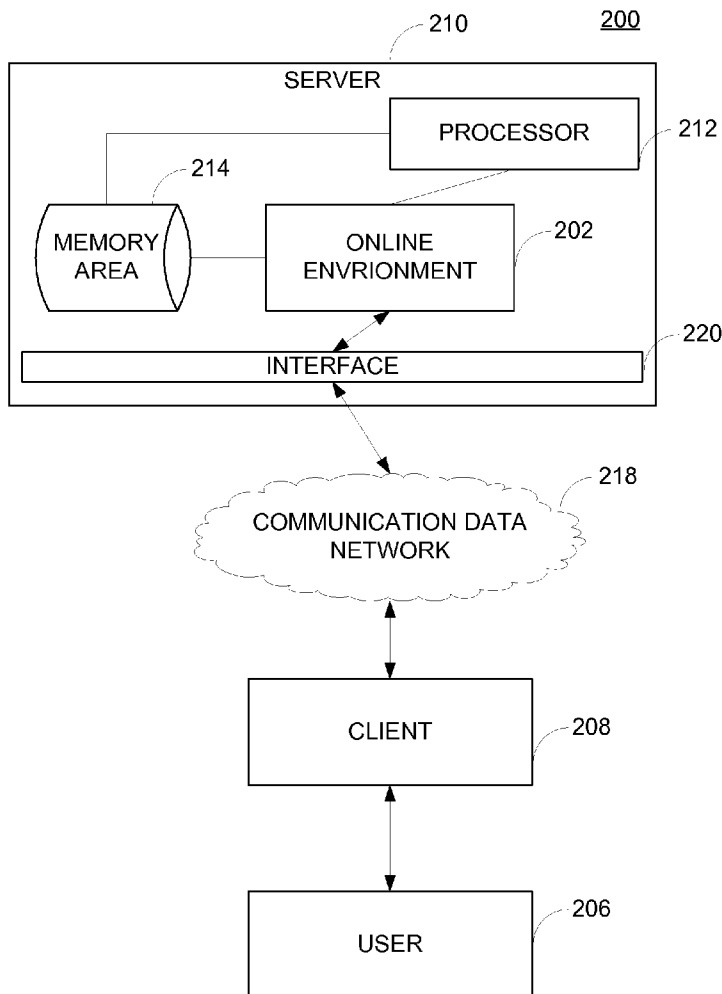 200
210
SERVER
PROCESSOR
212
214
MEMORY
AREA
ONLINE
ENVRIONMENT
202
INTERFACE
220
218
COMMUNICATION DATA
NETWORK
CLIENT
208
USER
206